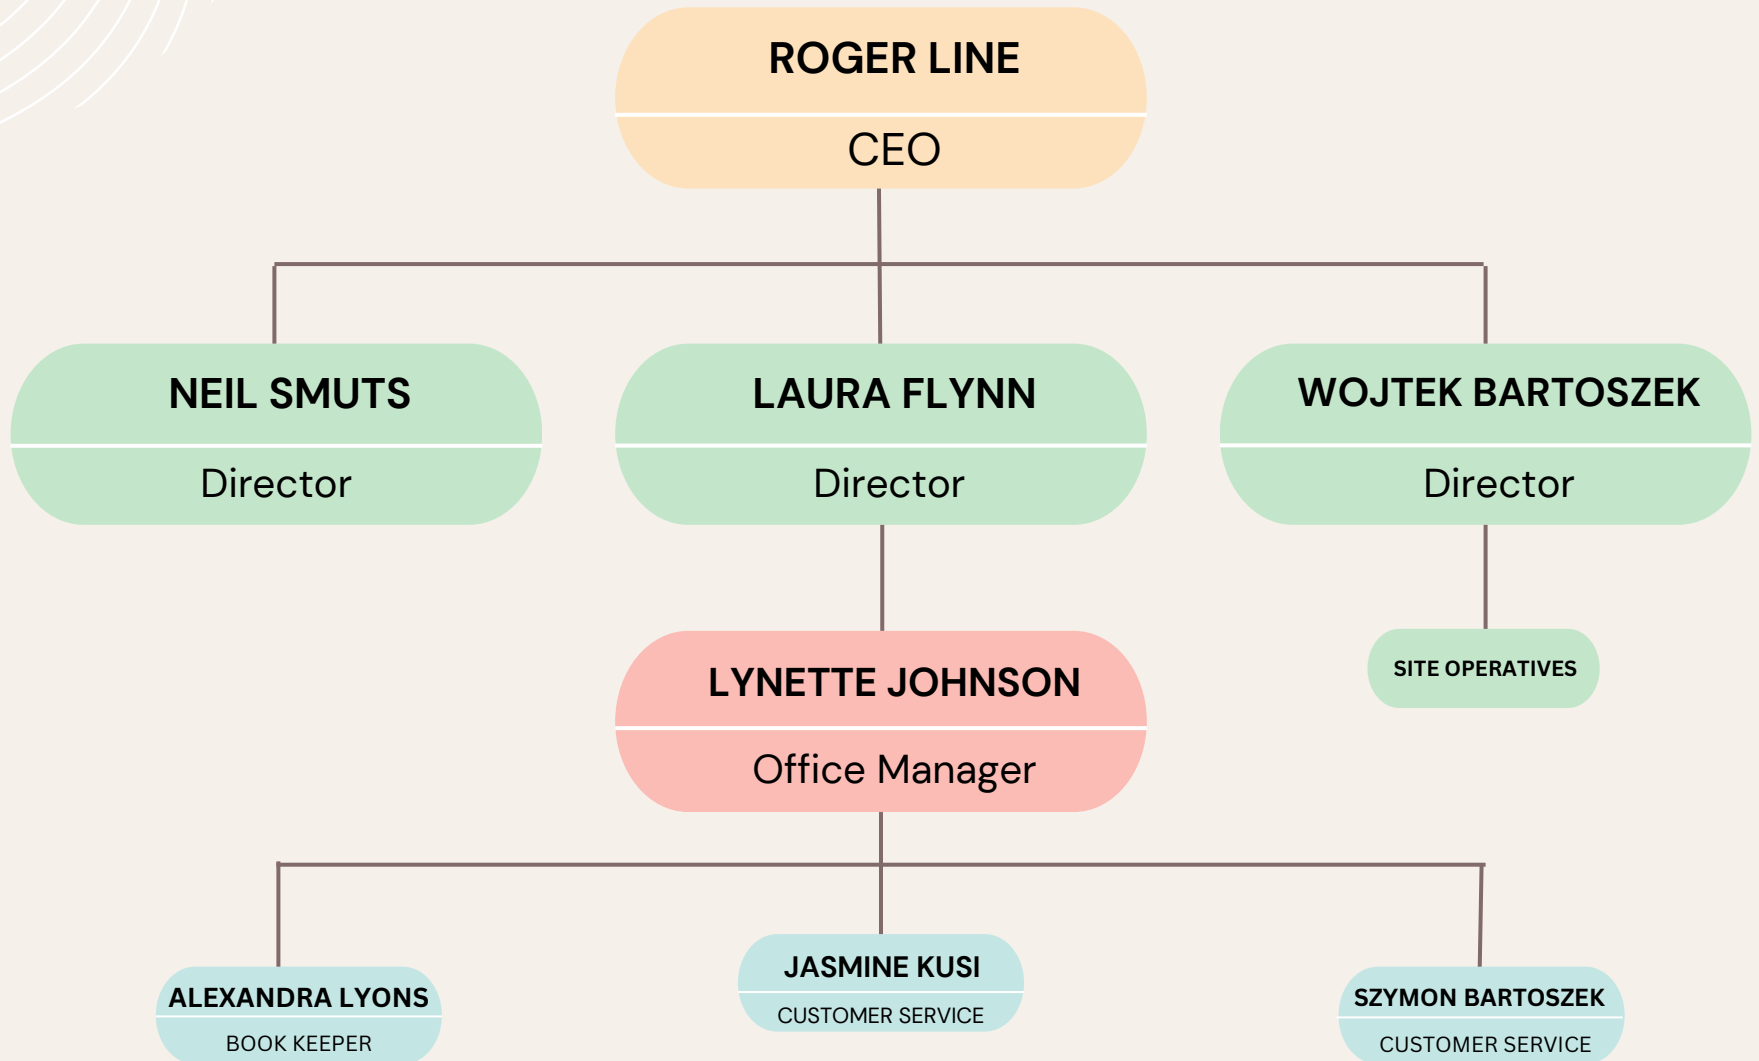 ROGER LINE
CEO
NEIL SMUTS
Director
LAURA FLYNN
Director
WOJTEK BARTOSZEK
Director
LYNETTE JOHNSON
Office Manager
SITE OPERATIVES
ALEXANDRA LYONS
BOOK KEEPER
JASMINE KUSI
CUSTOMER SERVICE
SZYMON BARTOSZEK
CUSTOMER SERVICE